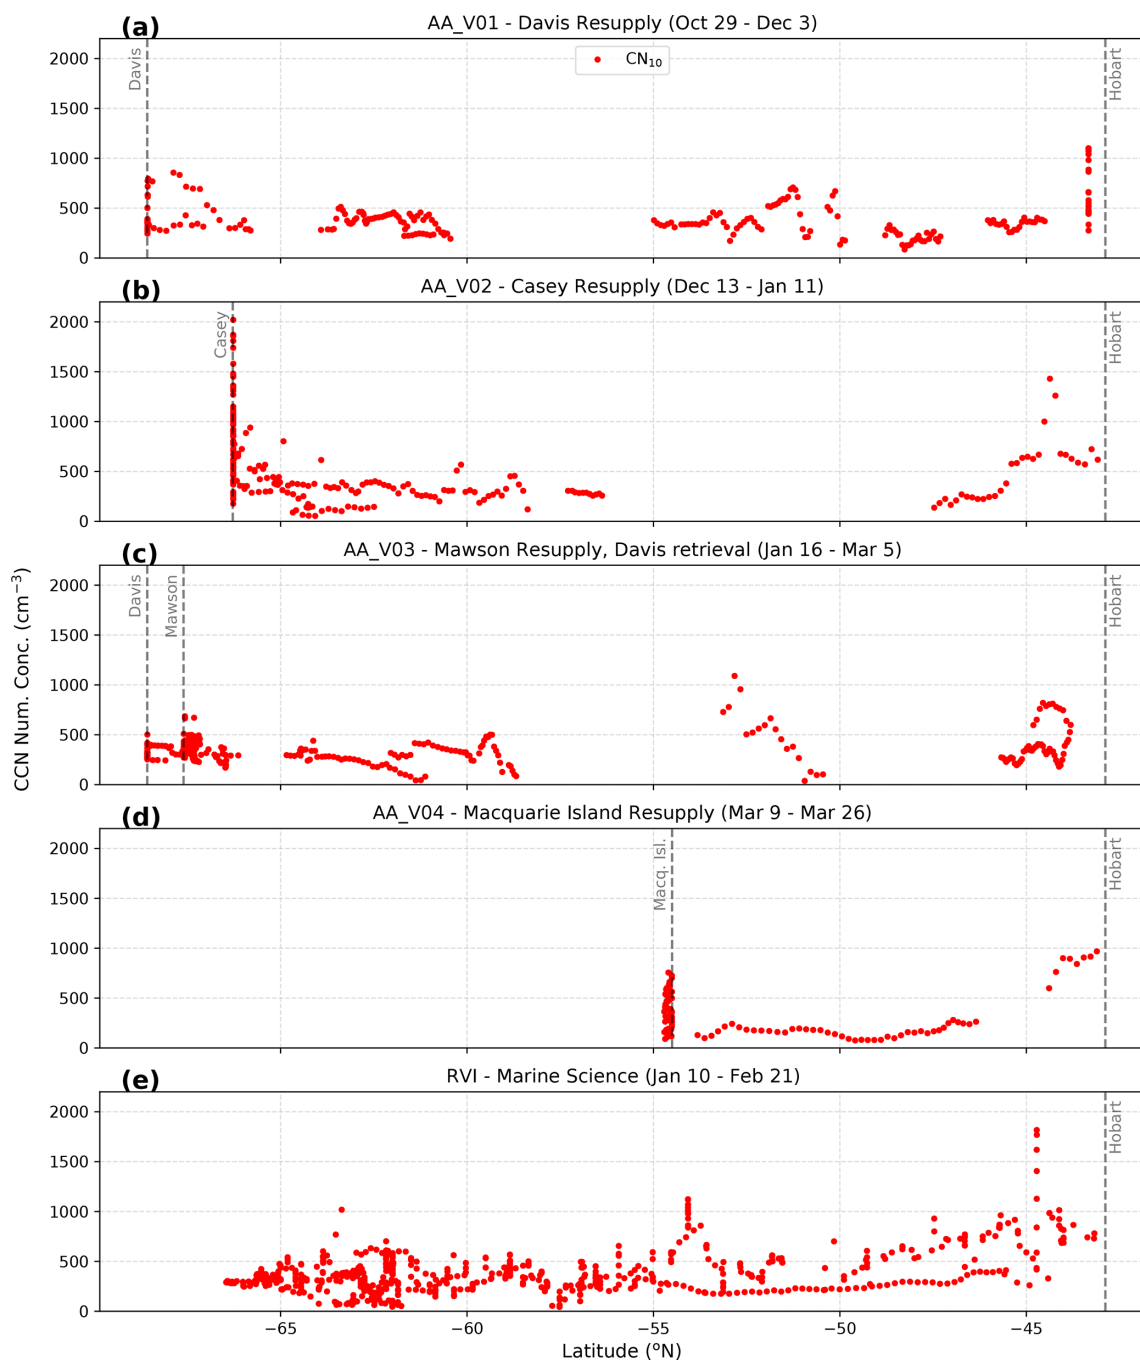 (a)
AA_V01 - Davis Resupply (Oct 29 - Dec 3)
2000
1500
1000
500
0
Davis
CN10
Hobart
(b)
AA_V02 - Casey Resupply (Dec 13 - Jan 11)
2000
1500
1000
500
0
Casey
Hobart
(c)
AA_V03 - Mawson Resupply, Davis retrieval (Jan 16 - Mar 5)
2000
1500
1000
500
0
Davis
Mawson
Hobart
CCN Num. Conc. (cm−3)
(d)
AA_V04 - Macquarie Island Resupply (Mar 9 - Mar 26)
2000
1500
1000
500
0
Macq. Isl.
Hobart
(e)
RVI - Marine Science (Jan 10 - Feb 21)
2000
1500
1000
500
0
Hobart
−65 −60 −55 −50 −45
Latitude (oN)